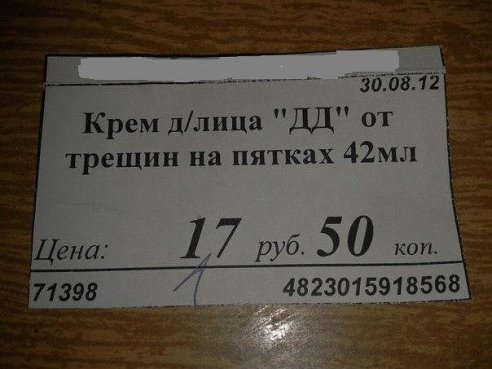 30.08.12
Крем д/лица "ДД" от
трещин на пятках 42мл
Цена: 17 руб. 50 коп.
71398 4823015918568